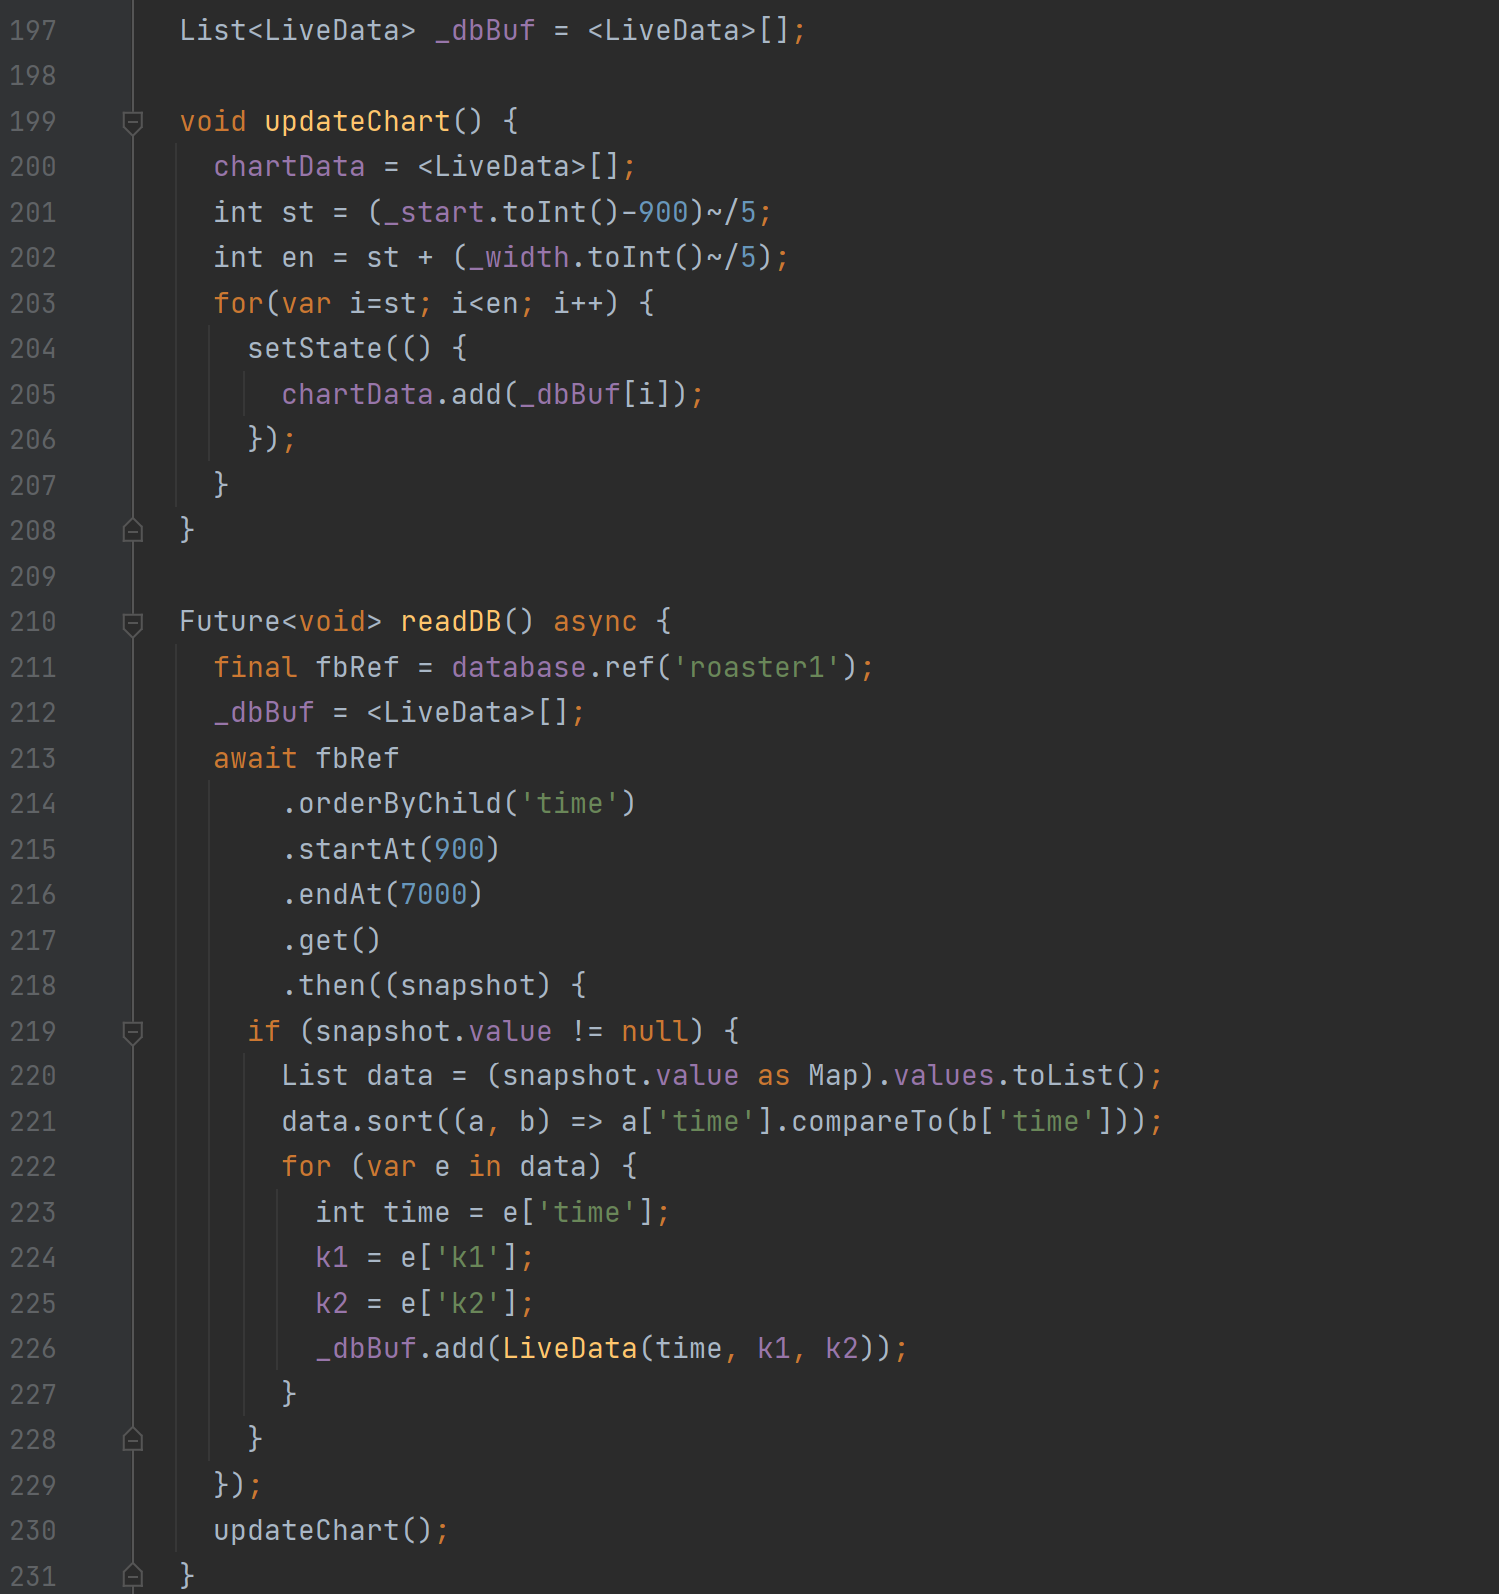 197 List<LiveData> _dbBuf = <LiveData>[];
198
199 void updateChart() {
200 chartData = <LiveData>[];
201 int st = (_start.toInt()-900)~/5;
202 int en = st + (_width.toInt()~/5);
203 for(var i=st; i<en; i++) {
204 setState(() {
205 chartData.add(_dbBuf[i]);
206 });
207 }
208 }
209
210 Future<void> readDB() async {
211 final fbRef = database.ref('roaster1');
212 _dbBuf = <LiveData>[];
213 await fbRef
214 .orderByChild('time')
215 .startAt(900)
216 .endAt(7000)
217 .get()
218 .then((snapshot) {
219 if (snapshot.value != null) {
220 List data = (snapshot.value as Map).values.toList();
221 data.sort((a, b) => a['time'].compareTo(b['time']));
222 for (var e in data) {
223 int time = e['time'];
224 k1 = e['k1'];
225 k2 = e['k2'];
226 _dbBuf.add(LiveData(time, k1, k2));
227 }
228 }
229 });
230 updateChart();
231 }